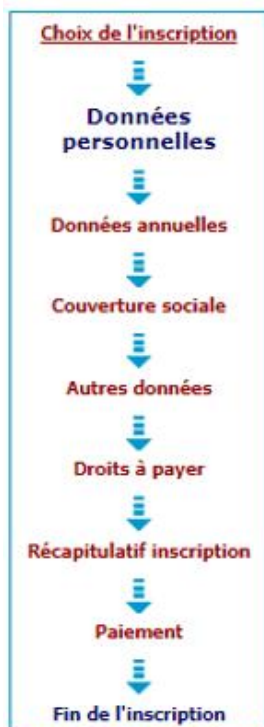 Choix de l'inscription
Données
personnelles
Données annuelles
Couverture sociale
Autres données
Droits à payer
Récapitulatif inscription
Paiement
Fin de l'inscription